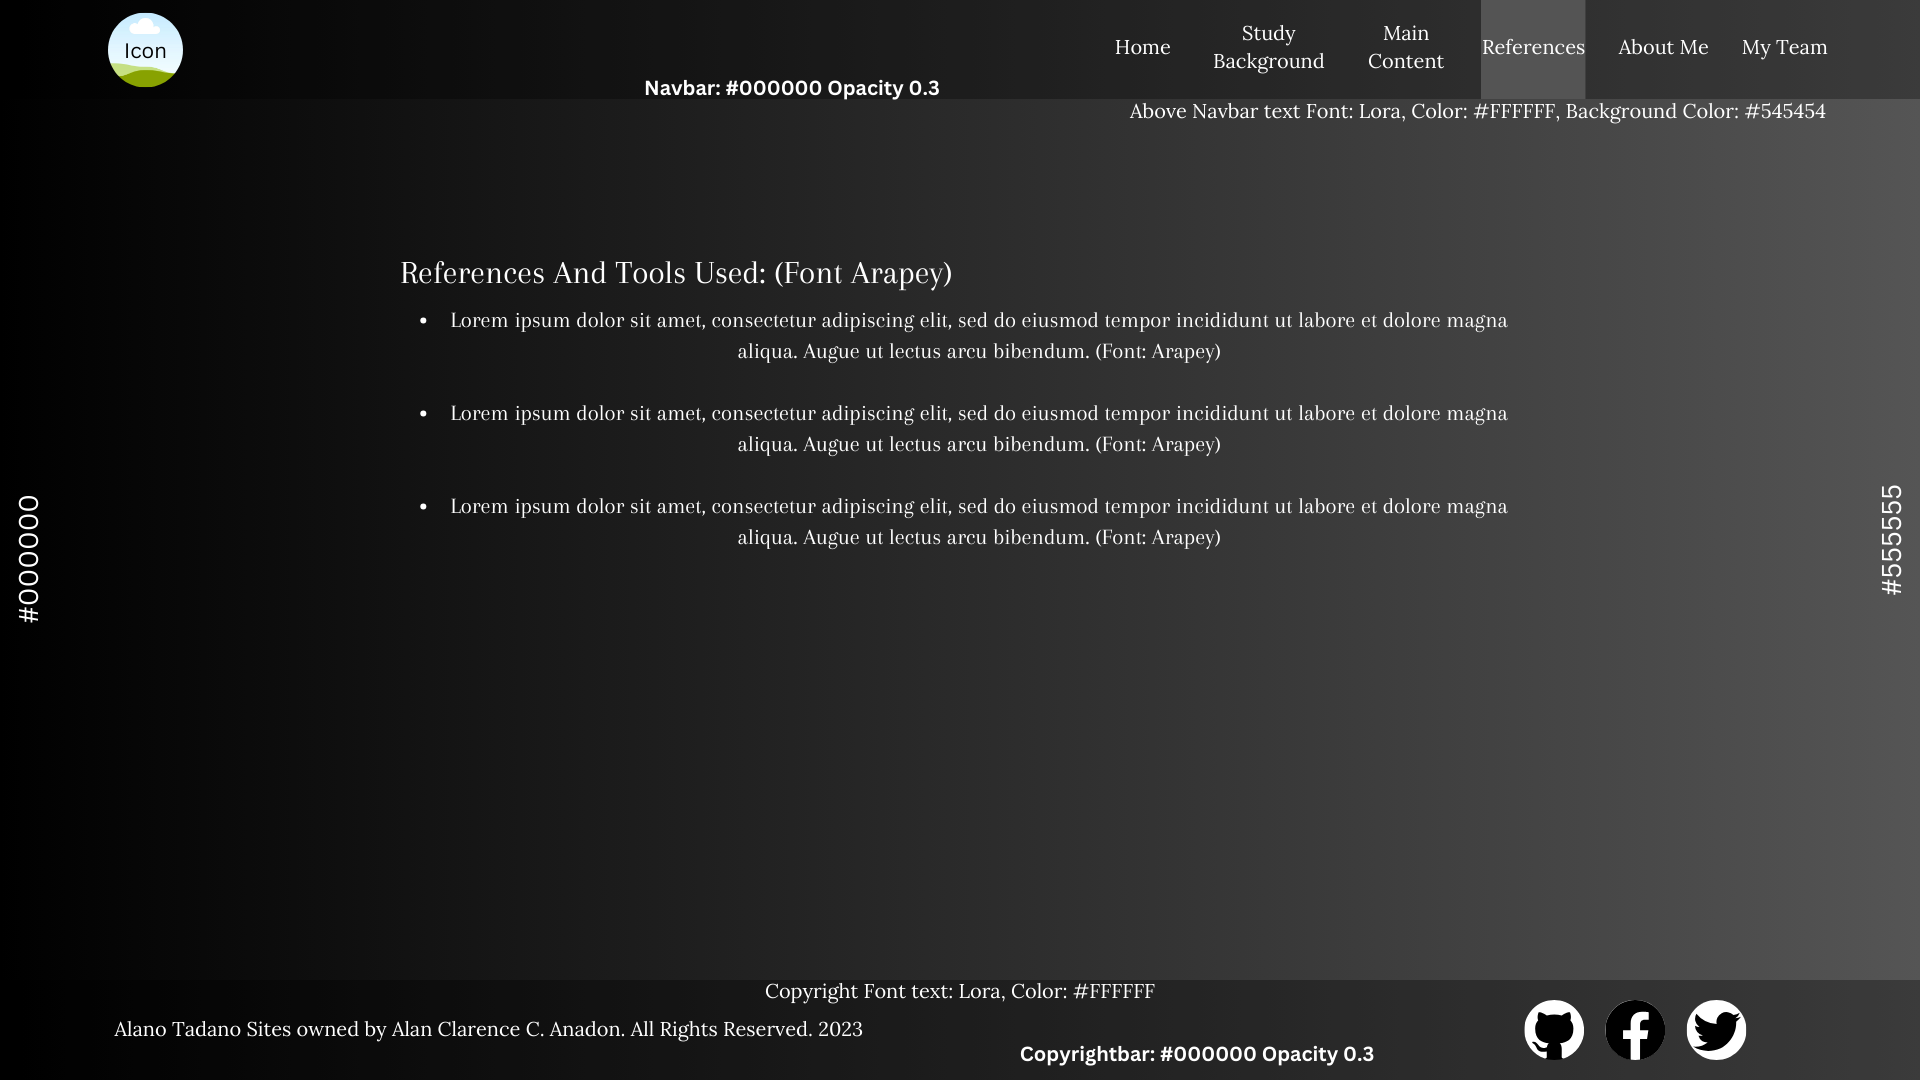 Icon
Home
Study
Background
Main
Content
References
About Me
My Team
Navbar: #000000 Opacity 0.3
Above Navbar text Font: Lora, Color: #FFFFFF, Background Color: #545454
References And Tools Used: (Font Arapey)
• Lorem ipsum dolor sit amet, consectetur adipiscing elit, sed do eiusmod tempor incididunt ut labore et dolore magna
aliqua. Augue ut lectus arcu bibendum. (Font: Arapey)
• Lorem ipsum dolor sit amet, consectetur adipiscing elit, sed do eiusmod tempor incididunt ut labore et dolore magna
aliqua. Augue ut lectus arcu bibendum. (Font: Arapey)
• Lorem ipsum dolor sit amet, consectetur adipiscing elit, sed do eiusmod tempor incididunt ut labore et dolore magna
aliqua. Augue ut lectus arcu bibendum. (Font: Arapey)
#000000
#555555
Copyright Font text: Lora, Color: #FFFFFF
Alano Tadano Sites owned by Alan Clarence C. Anadon. All Rights Reserved. 2023
Copyrightbar: #000000 Opacity 0.3